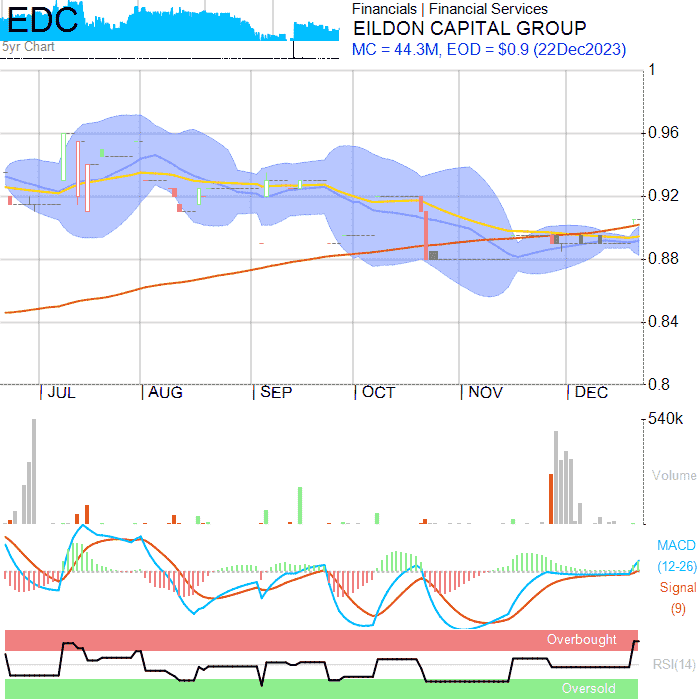 EDC
5yr Chart
Financials | Financial Services
EILDON CAPITAL GROUP
MC = 44.3M, EOD = $0.9 (22Dec2023)
1
0.96
0.92
0.88
0.84
0.8
JUL AUG SEP OCT NOV DEC
540k
Volume
MACD
(12-26)
Signal
(9)
Overbought
RSI(14)
Oversold